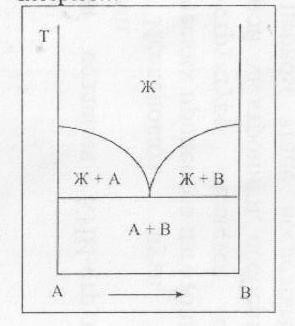 T
Ж
Ж + А Ж + В
А + В
А В